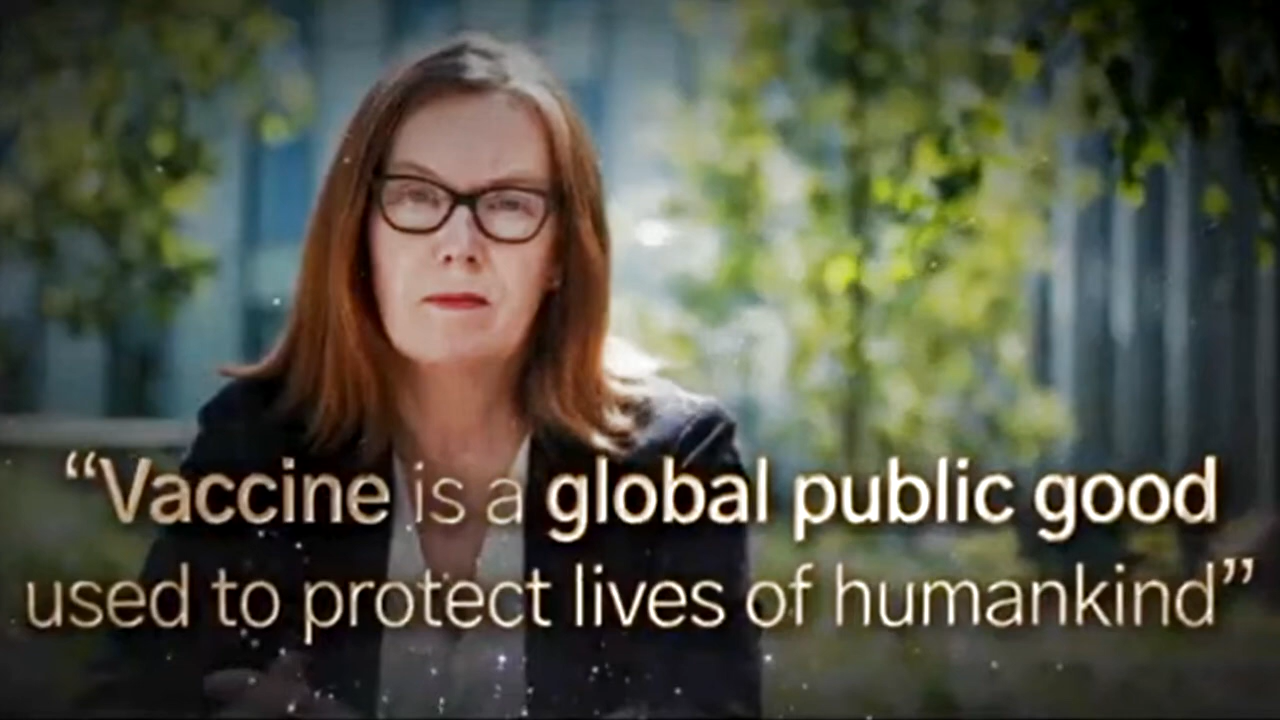 “Vaccine is a global public good
used to protect lives of humankind”